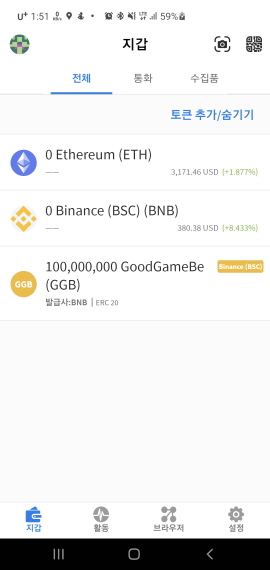 U⁺ 1:51
59%
지갑
전체 통화 수집품
토큰 추가/숨기기
0 Ethereum (ETH)
—— 3,171.46 USD (+1.877%)
0 Binance (BSC) (BNB)
—— 380.38 USD (+8.433%)
100,000,000 GoodGameBe Binance (BSC)
GGB
(GGB)
발급사:BNB | ERC 20
지갑 활동 브라우저 설정